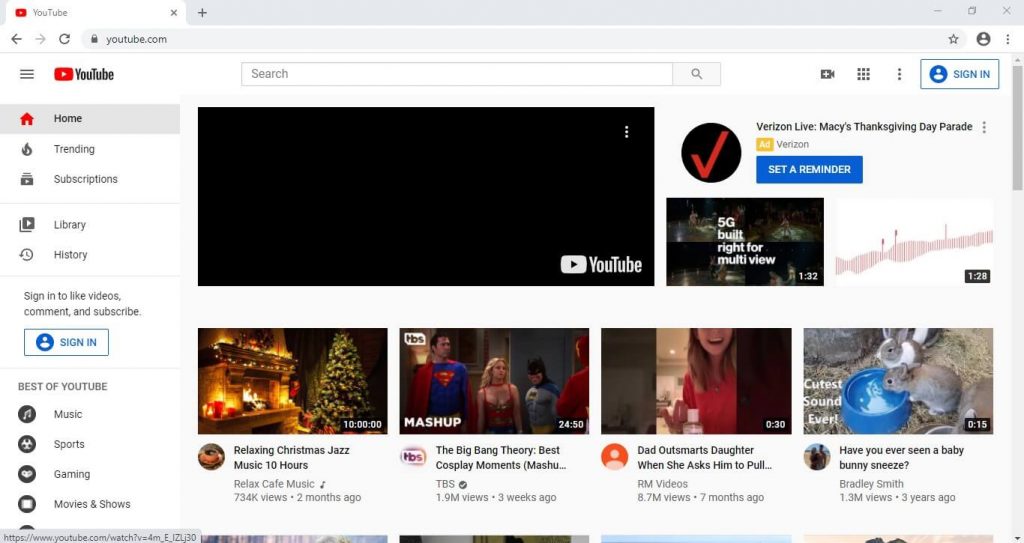 YouTube
youtube.com
YouTube
Search
SIGN IN
Home
Trending
Subscriptions
Library
History
Sign in to like videos,
comment, and subscribe.
SIGN IN
BEST OF YOUTUBE
Music
Sports
Gaming
Movies & Shows
YouTube
Verizon Live: Macy's Thanksgiving Day Parade
Ad Verizon
SET A REMINDER
5G
built
right for
multi view
1:32
1:28
10:00:00
Relaxing Christmas Jazz
Music 10 Hours
Relax Cafe Music
734K views • 2 months ago
tbs
MASHUP
24:50
tbs
The Big Bang Theory: Best
Cosplay Moments (Mashu...
TBS
1.9M views • 3 weeks ago
0:30
Dad Outsmarts Daughter
When She Asks Him to Pull...
RM Videos
8.7M views • 7 months ago
Cutest
Sound
Ever!
0:15
Have you ever seen a baby
bunny sneeze?
Bradley Smith
1.3M views • 3 years ago
https://www.youtube.com/watch?v=4m_E_IZLj30